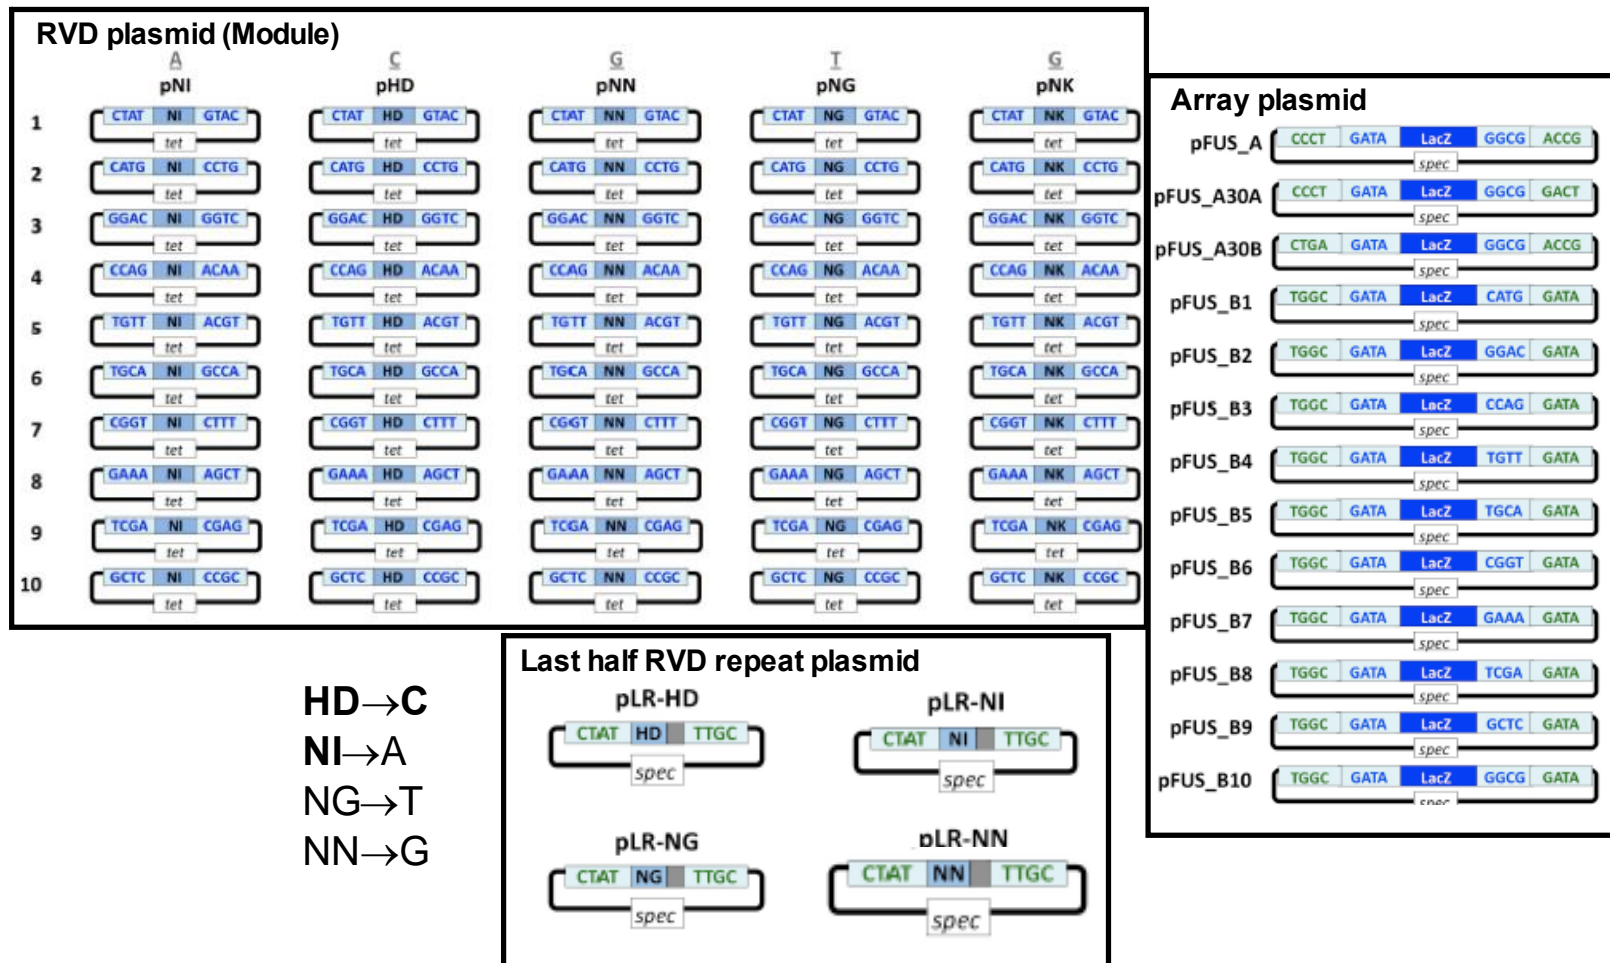 RVD plasmid (Module)
A C G T G
pNI pHD pNN pNG pNK
1 CTAT NI GTAC CTAT HD GTAC CTAT NN GTAC CTAT NG GTAC CTAT NK GTAC
tet tet tet tet tet
2 CATG NI CCTG CATG HD CCTG CATG NN CCTG CATG NG CCTG CATG NK CCTG
tet tet tet tet tet
3 GGAC NI GGTC GGAC HD GGTC GGAC NN GGTC GGAC NG GGTC GGAC NK GGTC
tet tet tet tet tet
4 CCAG NI ACAA CCAG HD ACAA CCAG NN ACAA CCAG NG ACAA CCAG NK ACAA
tet tet tet tet tet
5 TGTT NI ACGT TGTT HD ACGT TGTT NN ACGT TGTT NG ACGT TGTT NK ACGT
tet tet tet tet tet
6 TGCA NI GCCA TGCA HD GCCA TGCA NN GCCA TGCA NG GCCA TGCA NK GCCA
tet tet tet tet tet
7 CGGT NI CTTT CGGT HD CTTT CGGT NN CTTT CGGT NG CTTT CGGT NK CTTT
tet tet tet tet tet
8 GAAA NI AGCT GAAA HD AGCT GAAA NN AGCT GAAA NG AGCT GAAA NK AGCT
tet tet tet tet tet
9 TCGA NI CGAG TCGA HD CGAG TCGA NN CGAG TCGA NG CGAG TCGA NK CGAG
tet tet tet tet tet
10 GCTC NI CCGC GCTC HD CCGC GCTC NN CCGC GCTC NG CCGC GCTC NK CCGC
tet tet tet tet tet
Array plasmid
pFUS_A CCCT GATA LacZ GGCG ACCG
spec
pFUS_A30A CCCT GATA LacZ GGCG GACT
spec
pFUS_A30B CTGA GATA LacZ GGCG ACCG
spec
pFUS_B1 TGGC GATA LacZ CATG GATA
spec
pFUS_B2 TGGC GATA LacZ GGAC GATA
spec
pFUS_B3 TGGC GATA LacZ CCAG GATA
spec
pFUS_B4 TGGC GATA LacZ TGTT GATA
spec
pFUS_B5 TGGC GATA LacZ TGCA GATA
spec
pFUS_B6 TGGC GATA LacZ CGGT GATA
spec
pFUS_B7 TGGC GATA LacZ GAAA GATA
spec
pFUS_B8 TGGC GATA LacZ TCGA GATA
spec
pFUS_B9 TGGC GATA LacZ GCTC GATA
spec
pFUS_B10 TGGC GATA LacZ GGCG GATA
spec
HD→C
NI→A
NG→T
NN→G
Last half RVD repeat plasmid
pLR-HD pLR-NI
CTAT HD TTGC CTAT NI TTGC
spec spec
pLR-NG pLR-NN
CTAT NG TTGC CTAT NN TTGC
spec spec